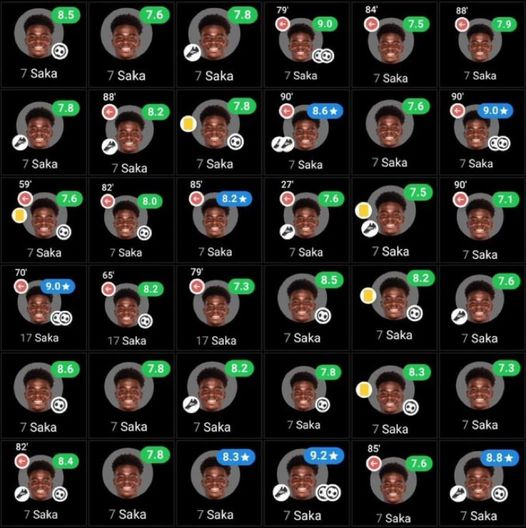 8.5
7 Saka
7.6
7 Saka
7.8
7 Saka
79'
9.0
7 Saka
84'
7.5
7 Saka
88'
7.9
7 Saka
7.8
7 Saka
88'
8.2
7 Saka
7.8
7 Saka
90'
8.6★
7 Saka
7.6
7 Saka
90'
9.0★
7 Saka
59'
7.6
7 Saka
82'
8.0
7 Saka
85'
8.2★
7 Saka
27'
7.6
7 Saka
7.5
7 Saka
90'
7.1
7 Saka
70'
9.0★
17 Saka
65'
8.2
17 Saka
79'
7.3
17 Saka
8.5
7 Saka
8.2
7 Saka
7.6
7 Saka
8.6
7 Saka
7.8
7 Saka
8.2
7 Saka
7.8
7 Saka
8.3
7 Saka
7.3
7 Saka
82'
8.4
7 Saka
7.8
7 Saka
8.3★
7 Saka
9.2★
7 Saka
85'
7.6
7 Saka
8.8★
7 Saka